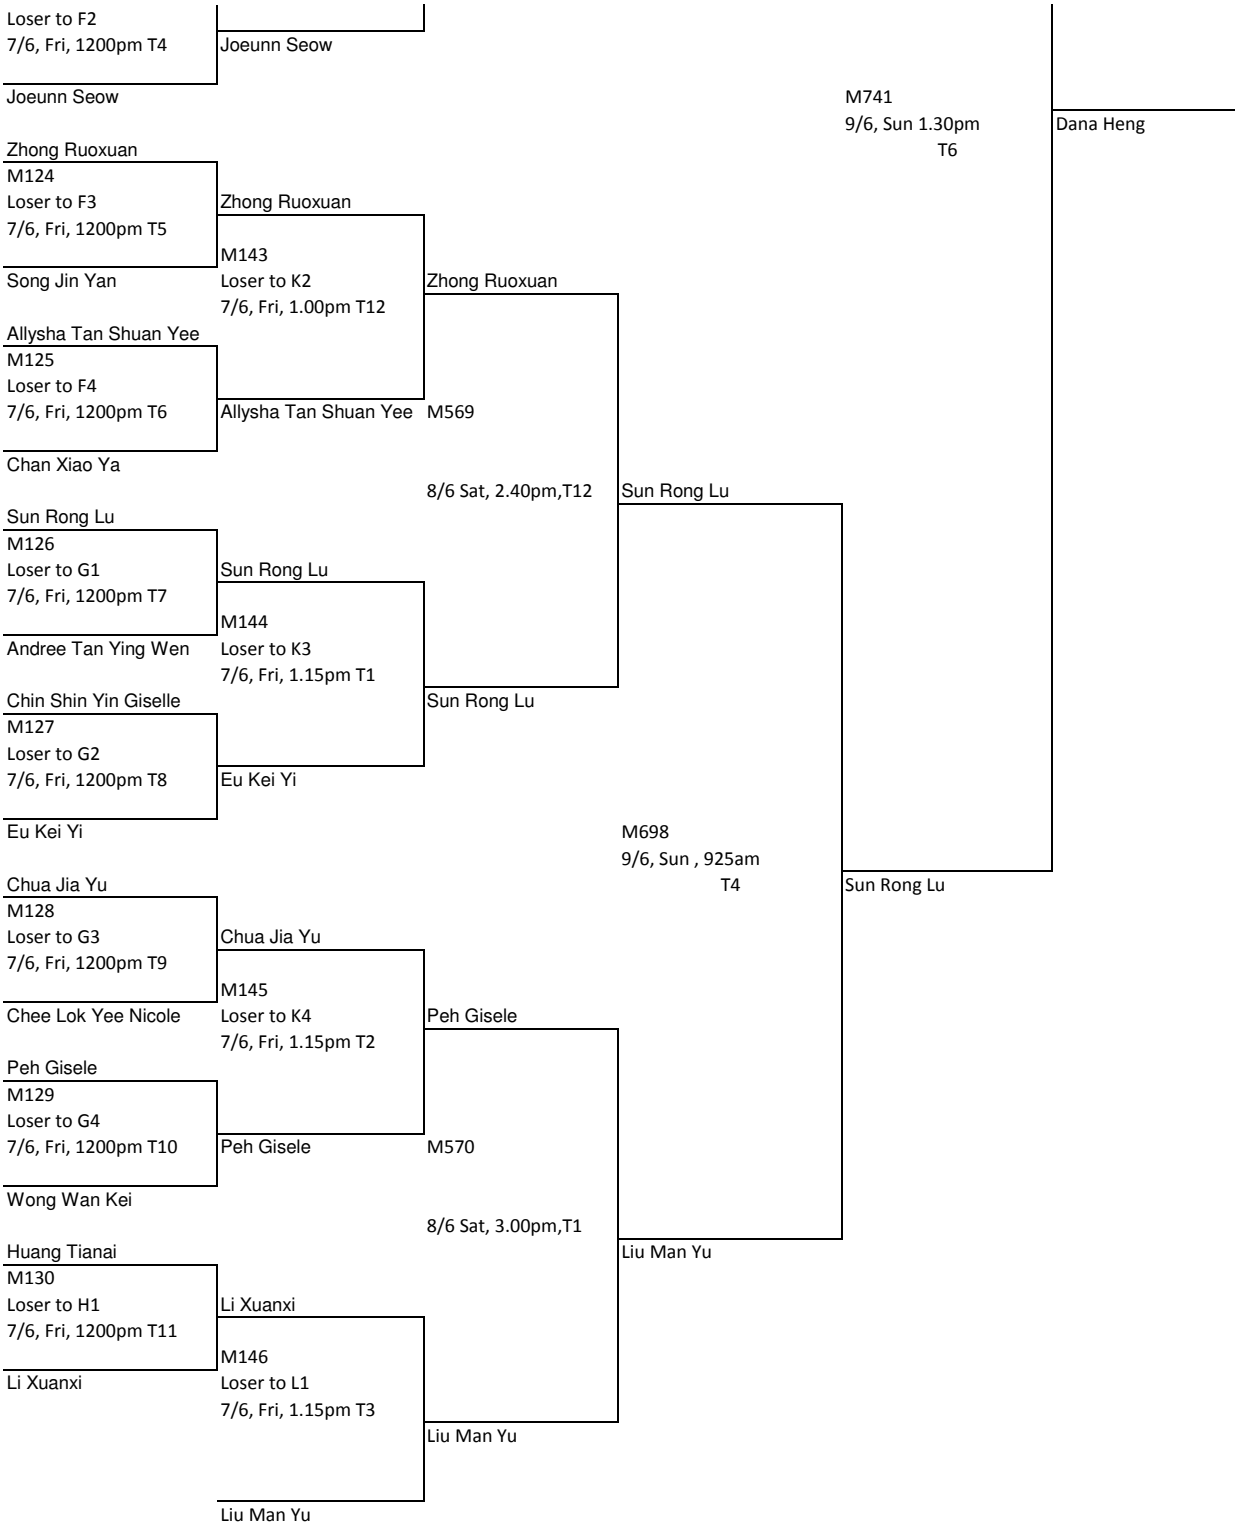 Loser to F2
7/6, Fri, 1200pm T4
Joeunn Seow
Joeunn Seow
M741
9/6, Sun 1.30pm
T6
Dana Heng
Zhong Ruoxuan
M124
Loser to F3
7/6, Fri, 1200pm T5
Zhong Ruoxuan
Song Jin Yan
M143
Loser to K2
7/6, Fri, 1.00pm T12
Zhong Ruoxuan
Allysha Tan Shuan Yee
M125
Loser to F4
7/6, Fri, 1200pm T6
Allysha Tan Shuan Yee
M569
Chan Xiao Ya
8/6 Sat, 2.40pm,T12
Sun Rong Lu
Sun Rong Lu
M126
Loser to G1
7/6, Fri, 1200pm T7
Sun Rong Lu
Andree Tan Ying Wen
M144
Loser to K3
7/6, Fri, 1.15pm T1
Sun Rong Lu
Chin Shin Yin Giselle
M127
Loser to G2
7/6, Fri, 1200pm T8
Eu Kei Yi
Eu Kei Yi
M698
9/6, Sun , 925am
T4
Sun Rong Lu
Chua Jia Yu
M128
Loser to G3
7/6, Fri, 1200pm T9
Chua Jia Yu
Chee Lok Yee Nicole
M145
Loser to K4
7/6, Fri, 1.15pm T2
Peh Gisele
Peh Gisele
M129
Loser to G4
7/6, Fri, 1200pm T10
Peh Gisele
M570
Wong Wan Kei
8/6 Sat, 3.00pm,T1
Liu Man Yu
Huang Tianai
M130
Loser to H1
7/6, Fri, 1200pm T11
Li Xuanxi
Li Xuanxi
M146
Loser to L1
7/6, Fri, 1.15pm T3
Liu Man Yu
Liu Man Yu